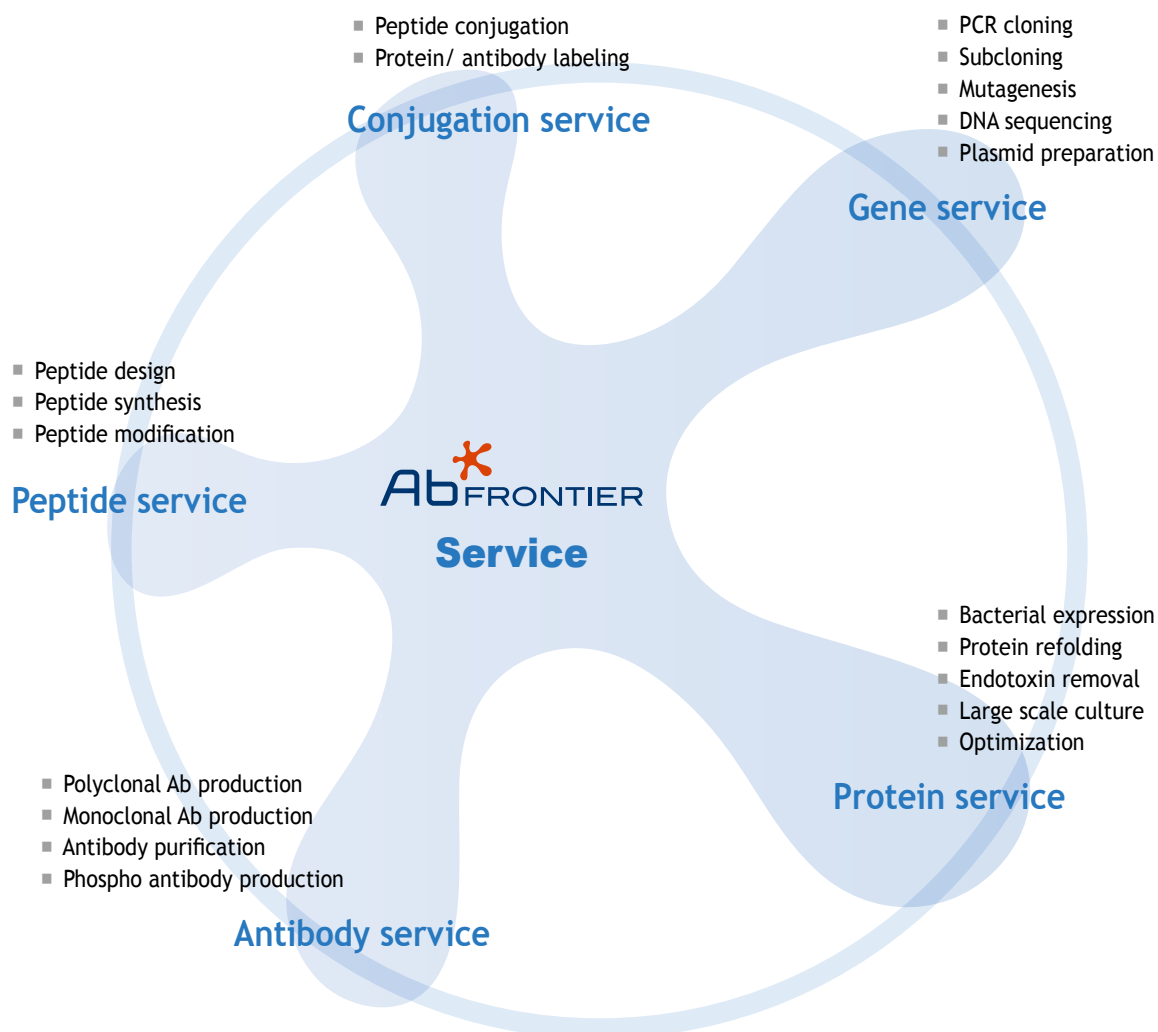 ■ Peptide conjugation
■ Protein/ antibody labeling
Conjugation service
■ PCR cloning
■ Subcloning
■ Mutagenesis
■ DNA sequencing
■ Plasmid preparation
Gene service
■ Peptide design
■ Peptide synthesis
■ Peptide modification
Peptide service
AbFRONTIER
Service
■ Bacterial expression
■ Protein refolding
■ Endotoxin removal
■ Large scale culture
■ Optimization
Protein service
■ Polyclonal Ab production
■ Monoclonal Ab production
■ Antibody purification
■ Phospho antibody production
Antibody service